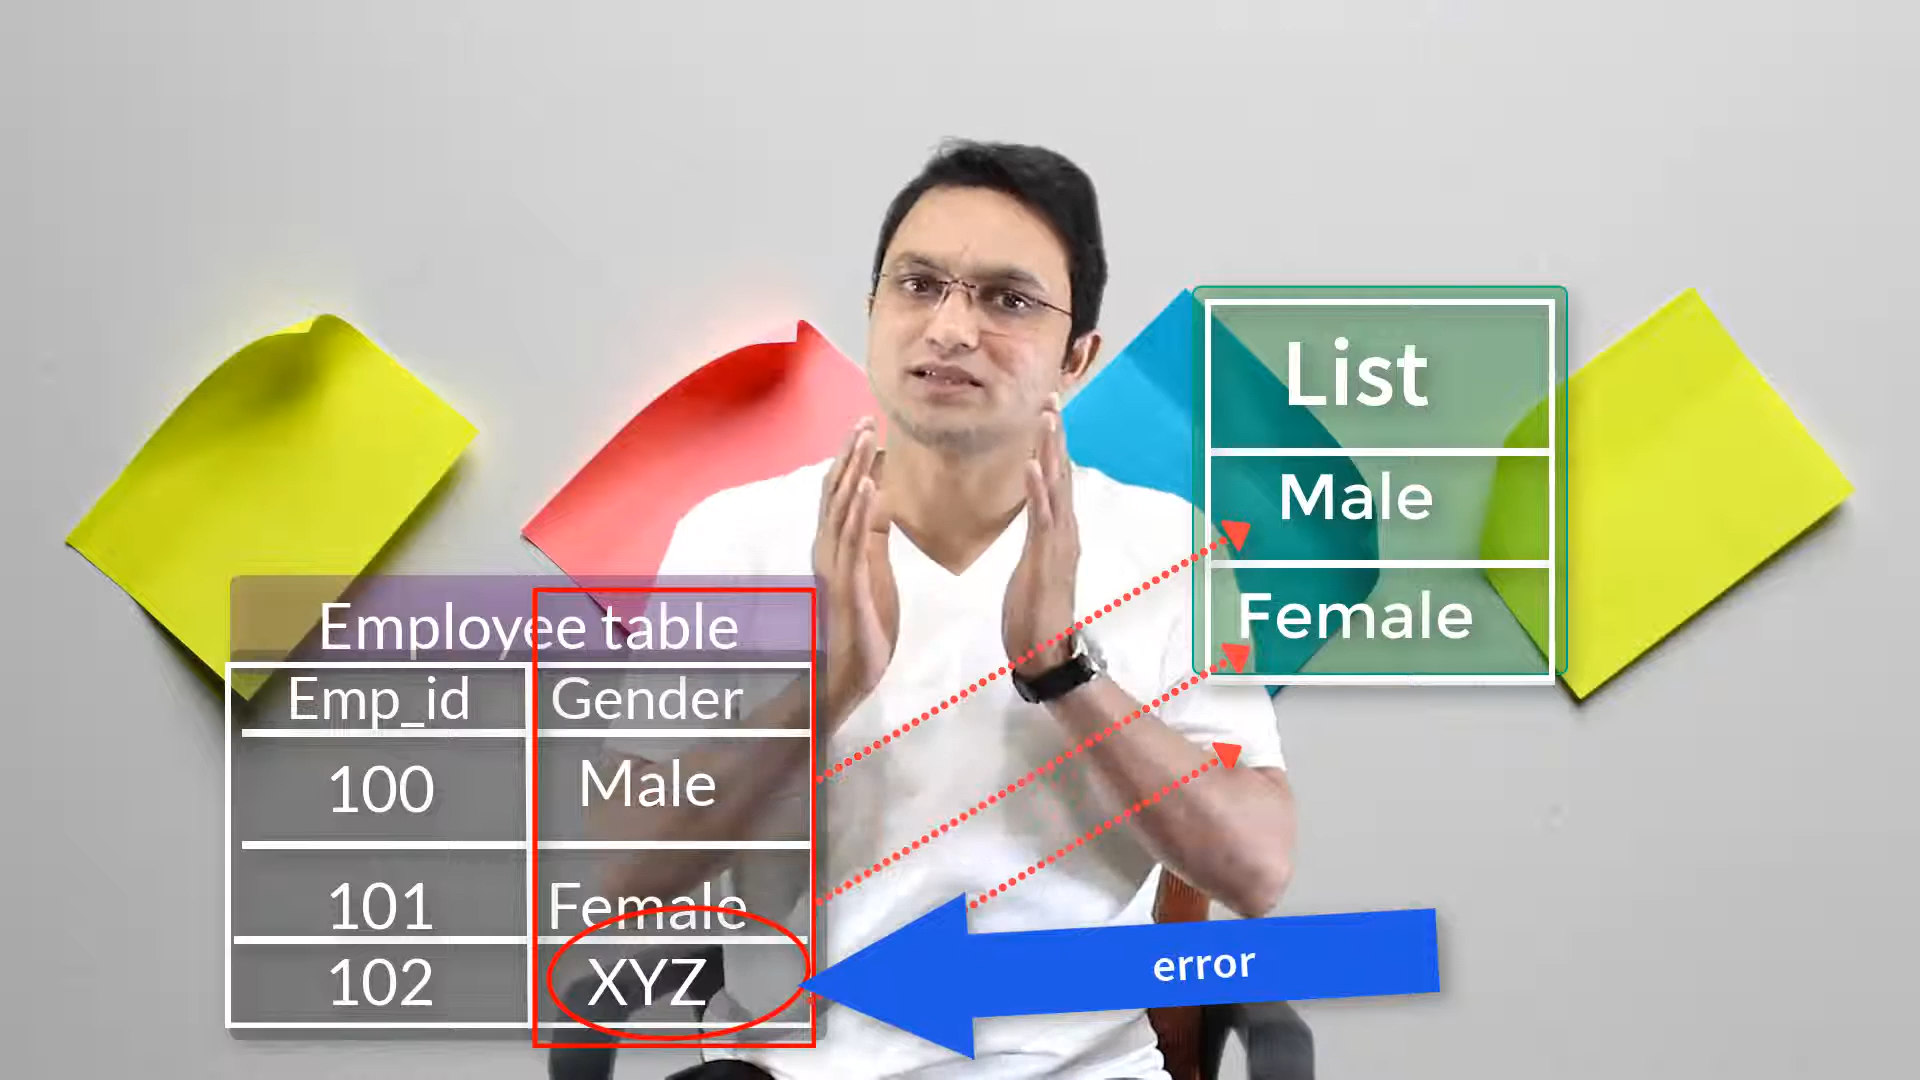 List
Male
Female
Employee table
Emp_id Gender
100 Male
101 Female
102 XYZ
error